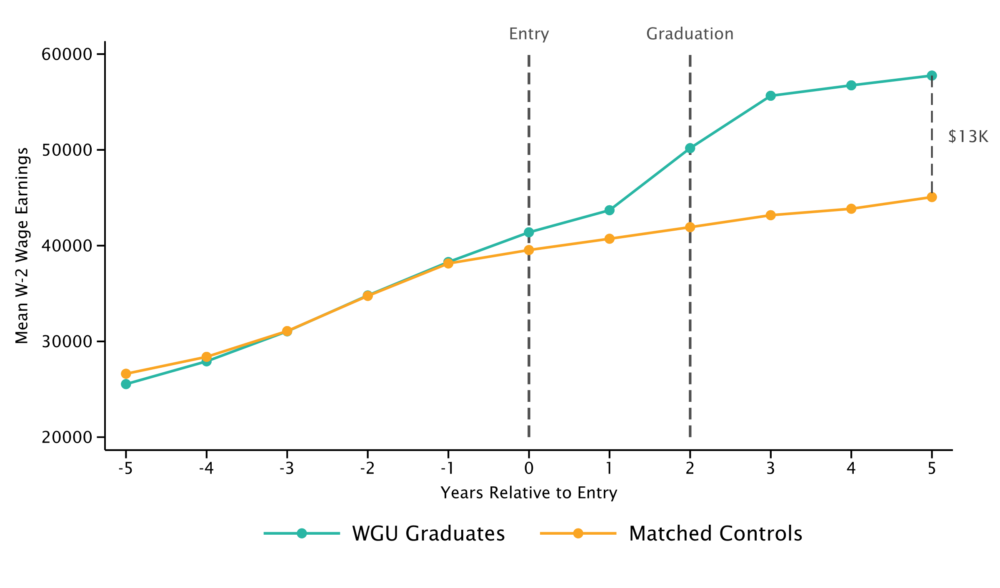 Entry
Graduation
60000
50000
40000
30000
20000
Mean W-2 Wage Earnings
$13K
-5
-4
-3
-2
-1
0
1
2
3
4
5
Years Relative to Entry
WGU Graduates
Matched Controls